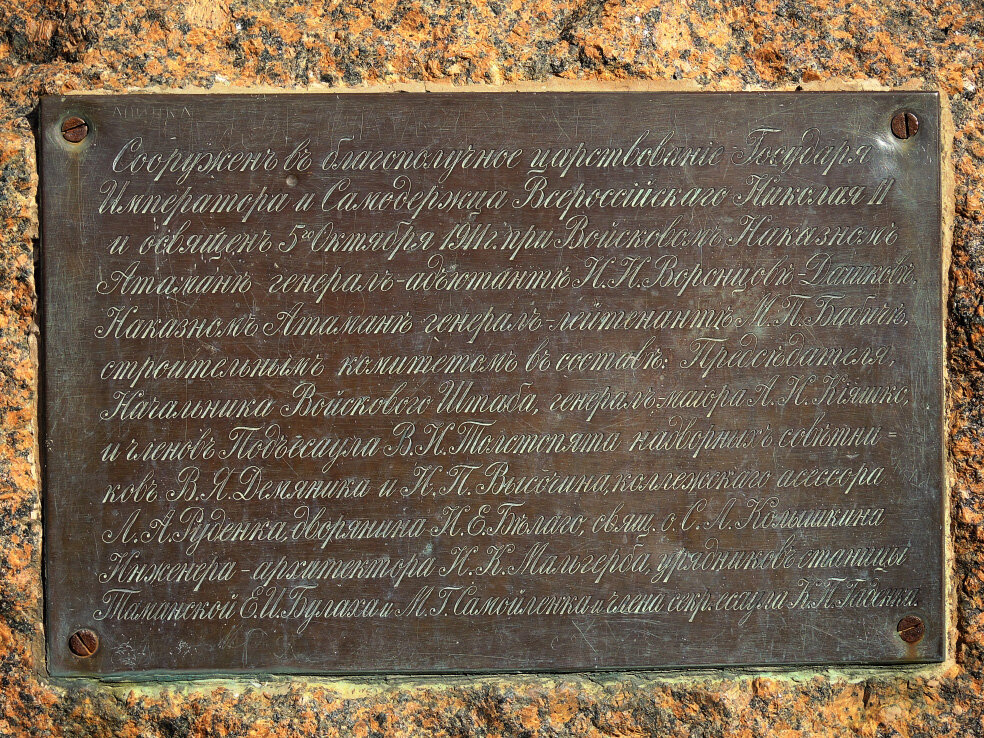 Сооруженъ въ благополучное царствованіе Государя
Императора и Самодержца Всероссійскаго Николая II
и освященъ 5го Октября 1911 г. при Войсковомъ Наказномъ
Атаманѣ генералъ-адъютантѣ И. И. Воронцовѣ-Дашковѣ,
Наказномъ Атаманѣ генералъ-лейтенантѣ М. П. Бабичѣ,
строительнымъ комитетомъ въ составѣ: Предсѣдателя,
Начальника Войскового Штаба, генералъ-маіора А. И. Кіяшко,
и членовъ Подъесаула В. И. Толстопята надворныхъ совѣтни=
ковъ В. Я. Демяника и И. П. Высочина, коллежскаго асессора
Л. А. Руденка, дворянина И. Е. Бѣлаго, свящ. о. С. А. Колышкина
Инженера-архитектора И. К. Мальгерба, урядниковъ станицы
Таманской Е. И. Булаха и М. Г. Самойленка и члена секр. есаула К. П. Гаденка.